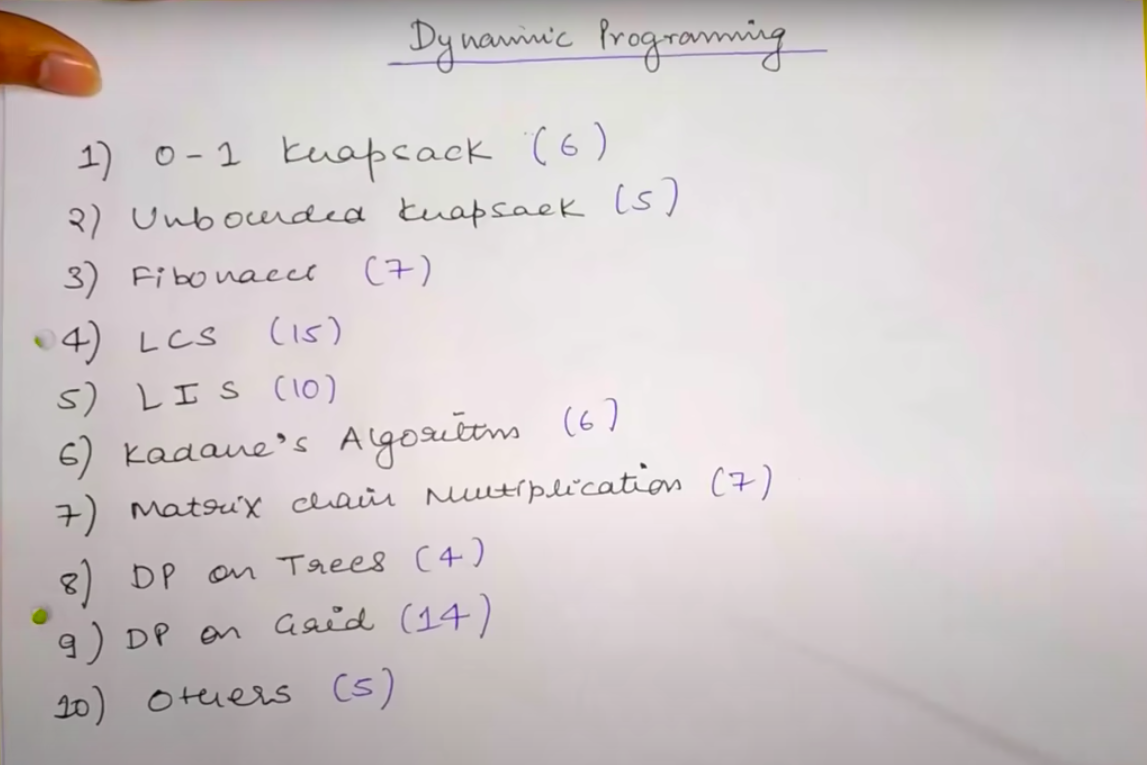 Dynamic Programming
1) 0-1 Knapsack (6)
2) Unbounded Knapsack (5)
3) Fibonacci (7)
4) LCS (15)
5) LIS (10)
6) Kadane's Algorithm (6)
7) Matrix chain Multiplication (7)
8) DP on Trees (4)
9) DP on Grid (14)
10) Others (5)